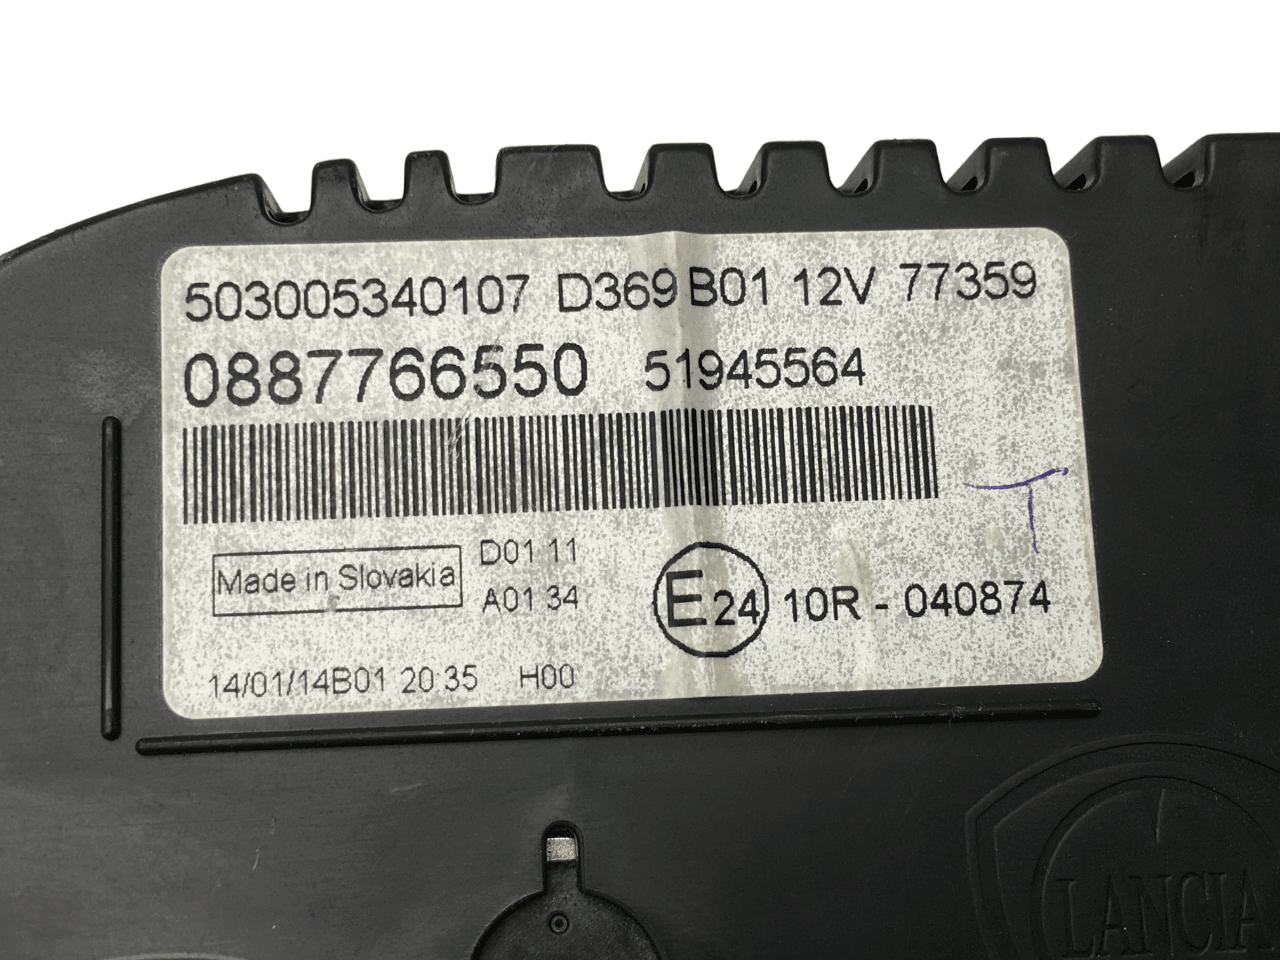 503005340107 D369 B01 12V 77359
0887766550 51945564
Made in Slovakia
D01 11
A01 34
E24 10R - 040874
14/01/14B01 20:35 H00
T
LANCIA